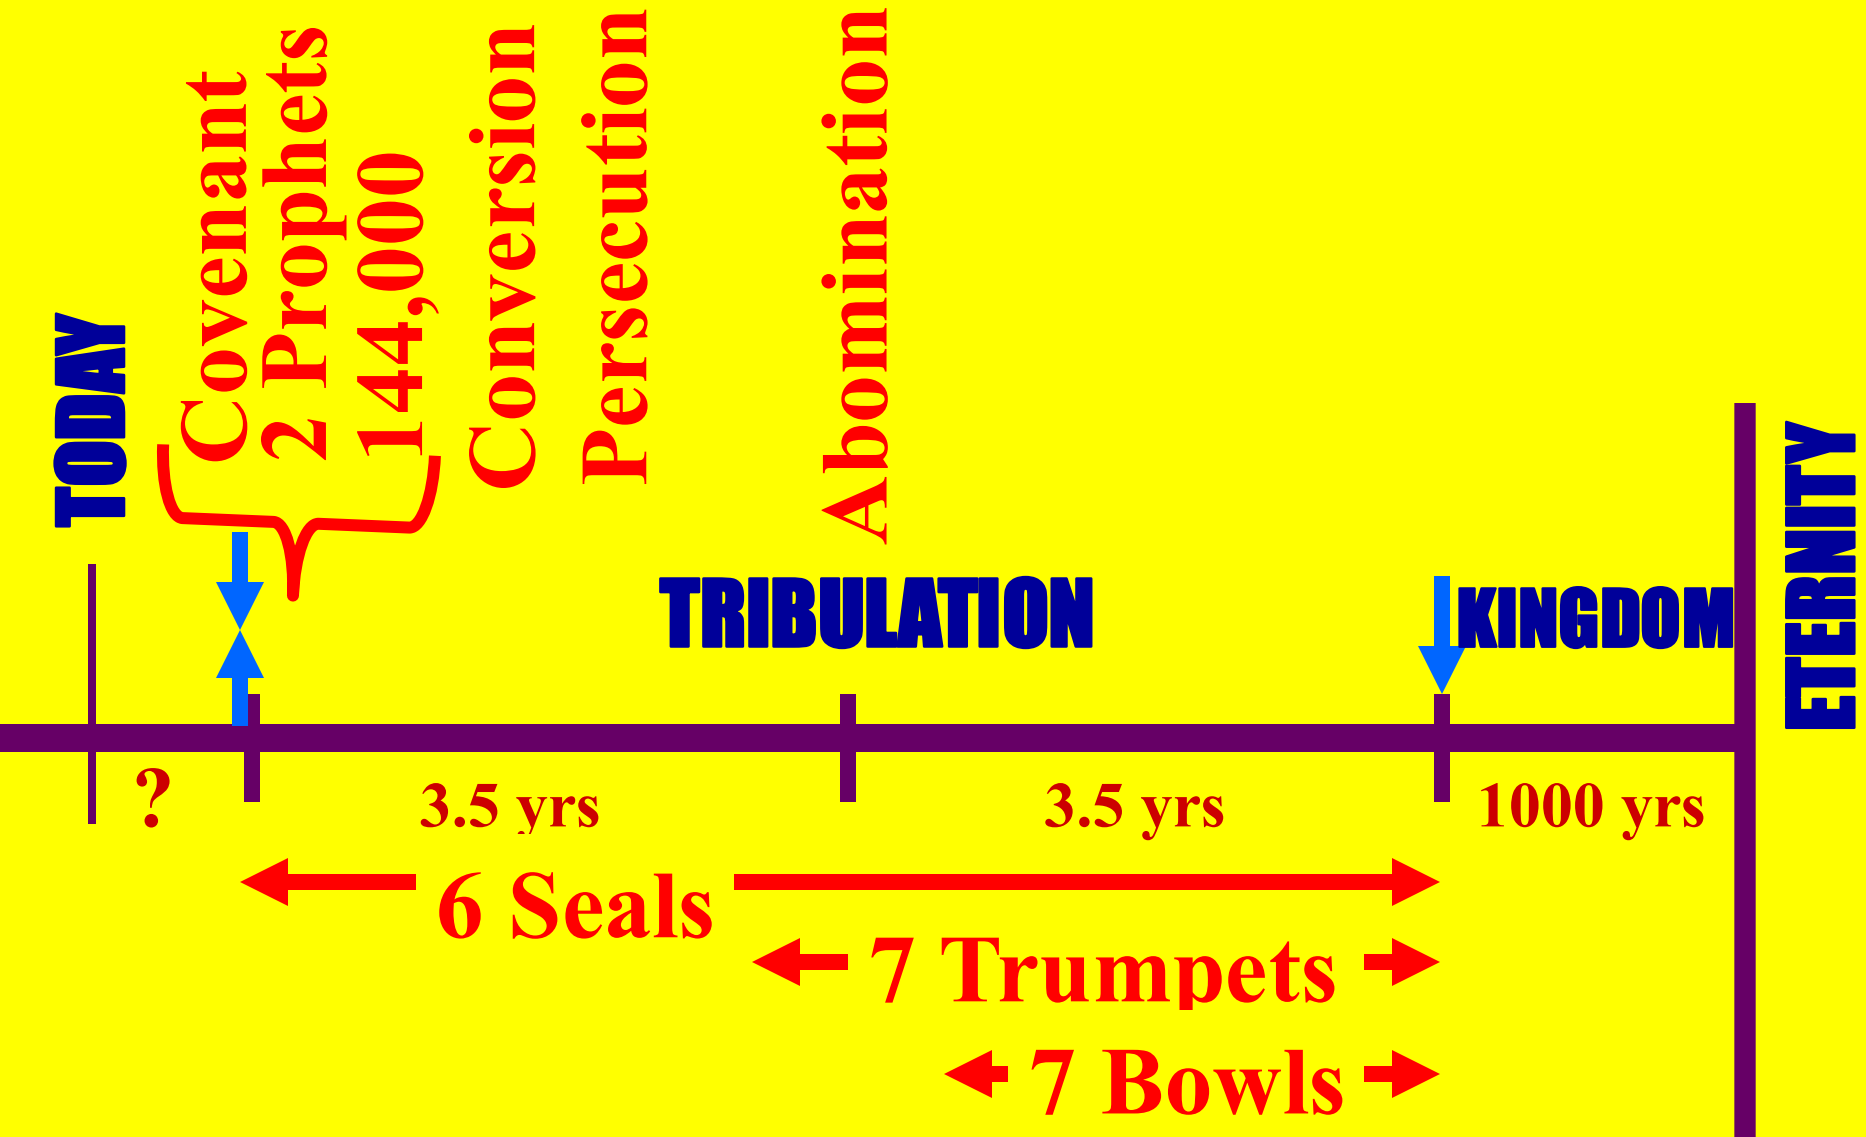 TODAY
Covenant
2 Prophets
144,000
Conversion
Persecution
Abomination
TRIBULATION
KINGDOM
ETERNITY
?
3.5 yrs
3.5 yrs
1000 yrs
6 Seals
7 Trumpets
7 Bowls